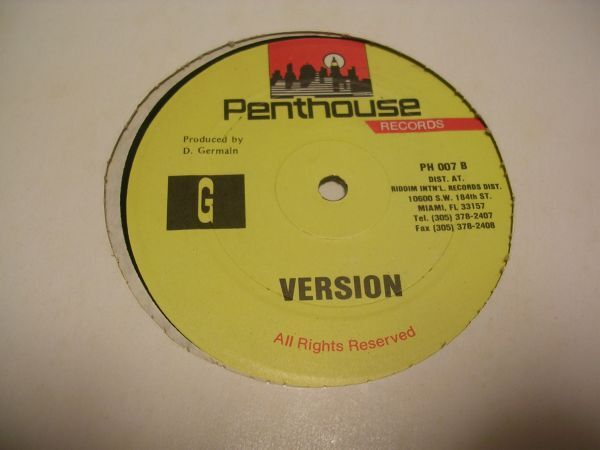 Penthouse
RECORDS
Produced by
D. Germain
G
PH 007 B
DIST. AT.
RIDDIM INTN'L. RECORDS DIST.
10600 S.W. 184th ST.
MIAMI, FL 33157
Tel. (305) 378-2407
Fax (305) 378-2408
VERSION
All Rights Reserved